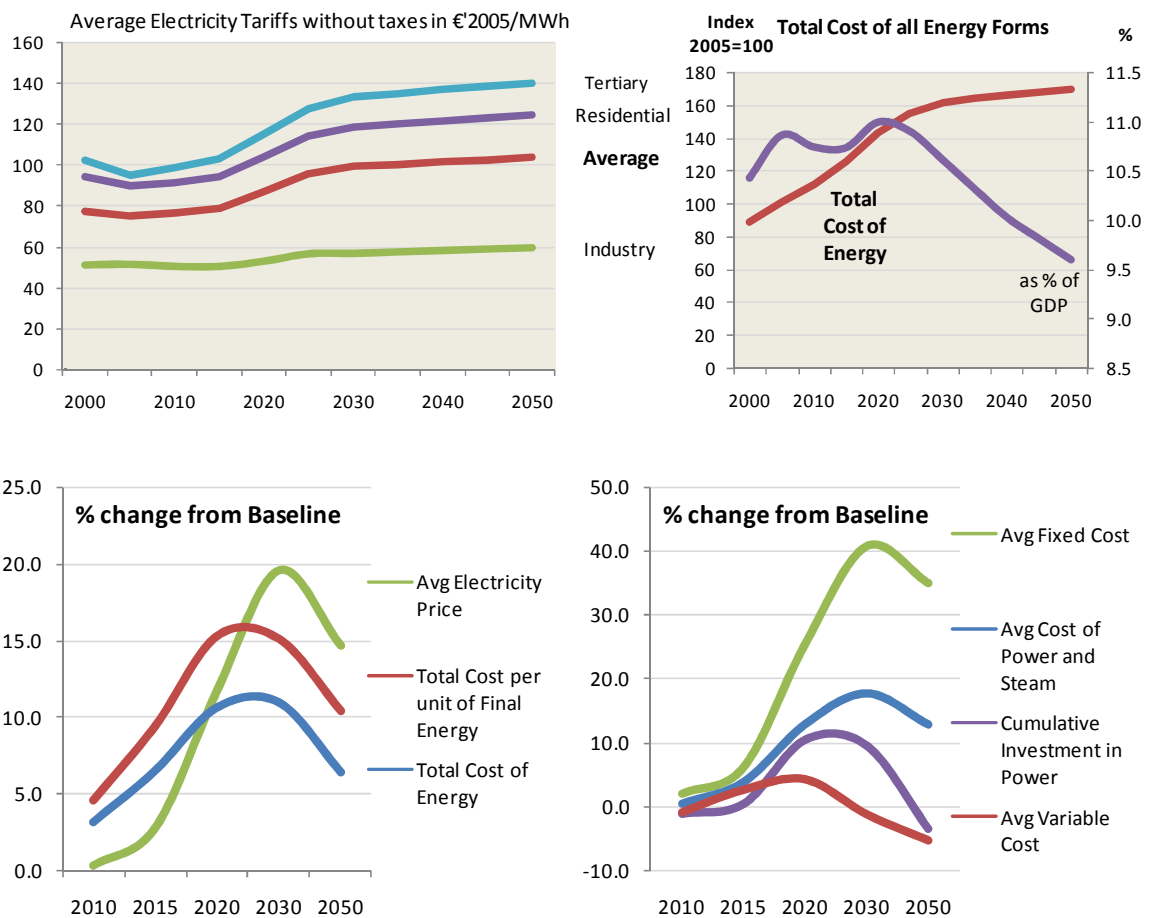 Average Electricity Tariffs without taxes in €'2005/MWh
160
140
120
100
80
60
40
20
0
2000 2010 2020 2030 2040 2050
Tertiary
Residential
Average
Industry
Index
2005=100
Total Cost of all Energy Forms
%
180
160
140
120
100
80
60
40
20
0
11.5
11.0
10.5
10.0
9.5
9.0
8.5
Total
Cost of
Energy
as % of
GDP
2000 2010 2020 2030 2040 2050
% change from Baseline
25.0
20.0
15.0
10.0
5.0
0.0
2010 2015 2020 2030 2050
Avg Electricity
Price
Total Cost per
unit of Final
Energy
Total Cost of
Energy
% change from Baseline
50.0
40.0
30.0
20.0
10.0
0.0
-10.0
2010 2015 2020 2030 2050
Avg Fixed Cost
Avg Cost of
Power and
Steam
Cumulative
Investment in
Power
Avg Variable
Cost